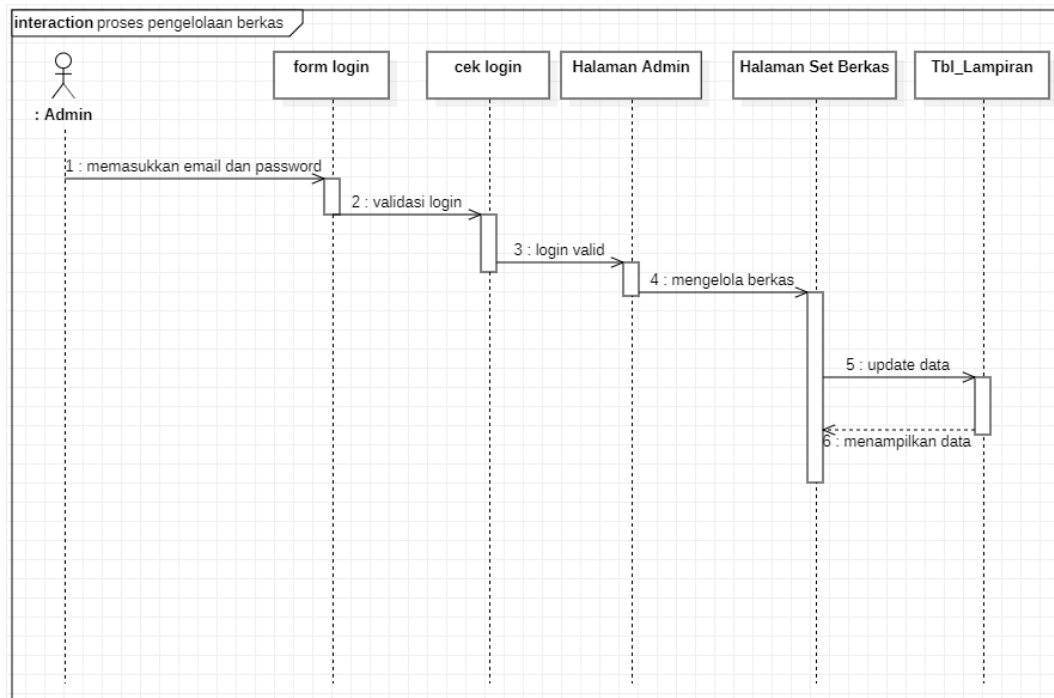 interaction proses pengelolaan berkas
form login
cek login
Halaman Admin
Halaman Set Berkas
Tbl_Lampiran
: Admin
1 : memasukkan email dan password
2 : validasi login
3 : login valid
4 : mengelola berkas
5 : update data
6 : menampilkan data